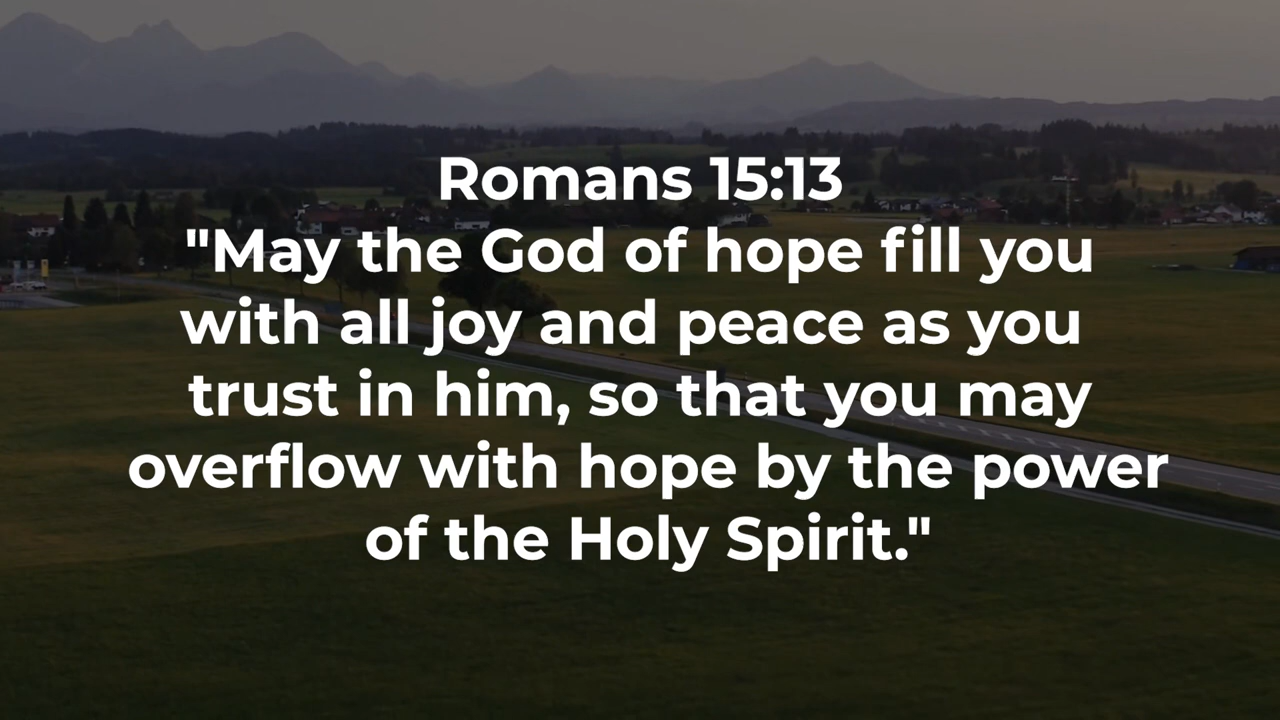 Romans 15:13
"May the God of hope fill you
with all joy and peace as you
trust in him, so that you may
overflow with hope by the power
of the Holy Spirit."